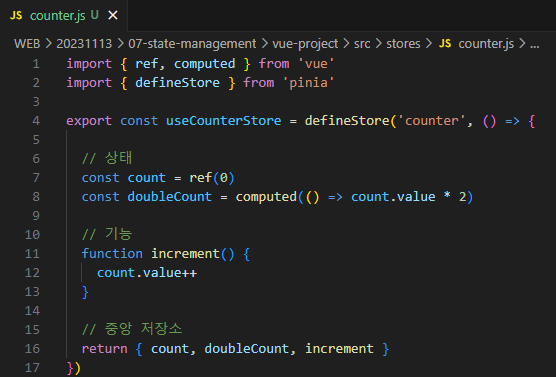 JS counter.js U ×
WEB > 20231113 > 07-state-management > vue-project > src > stores > JS counter.js > ...
1 import { ref, computed } from 'vue'
2 import { defineStore } from 'pinia'
3
4 export const useCounterStore = defineStore('counter', () => {
5
6 // 상태
7 const count = ref(0)
8 const doubleCount = computed(() => count.value * 2)
9
10 // 기능
11 function increment() {
12 count.value++
13 }
14
15 // 중앙 저장소
16 return { count, doubleCount, increment }
17 })